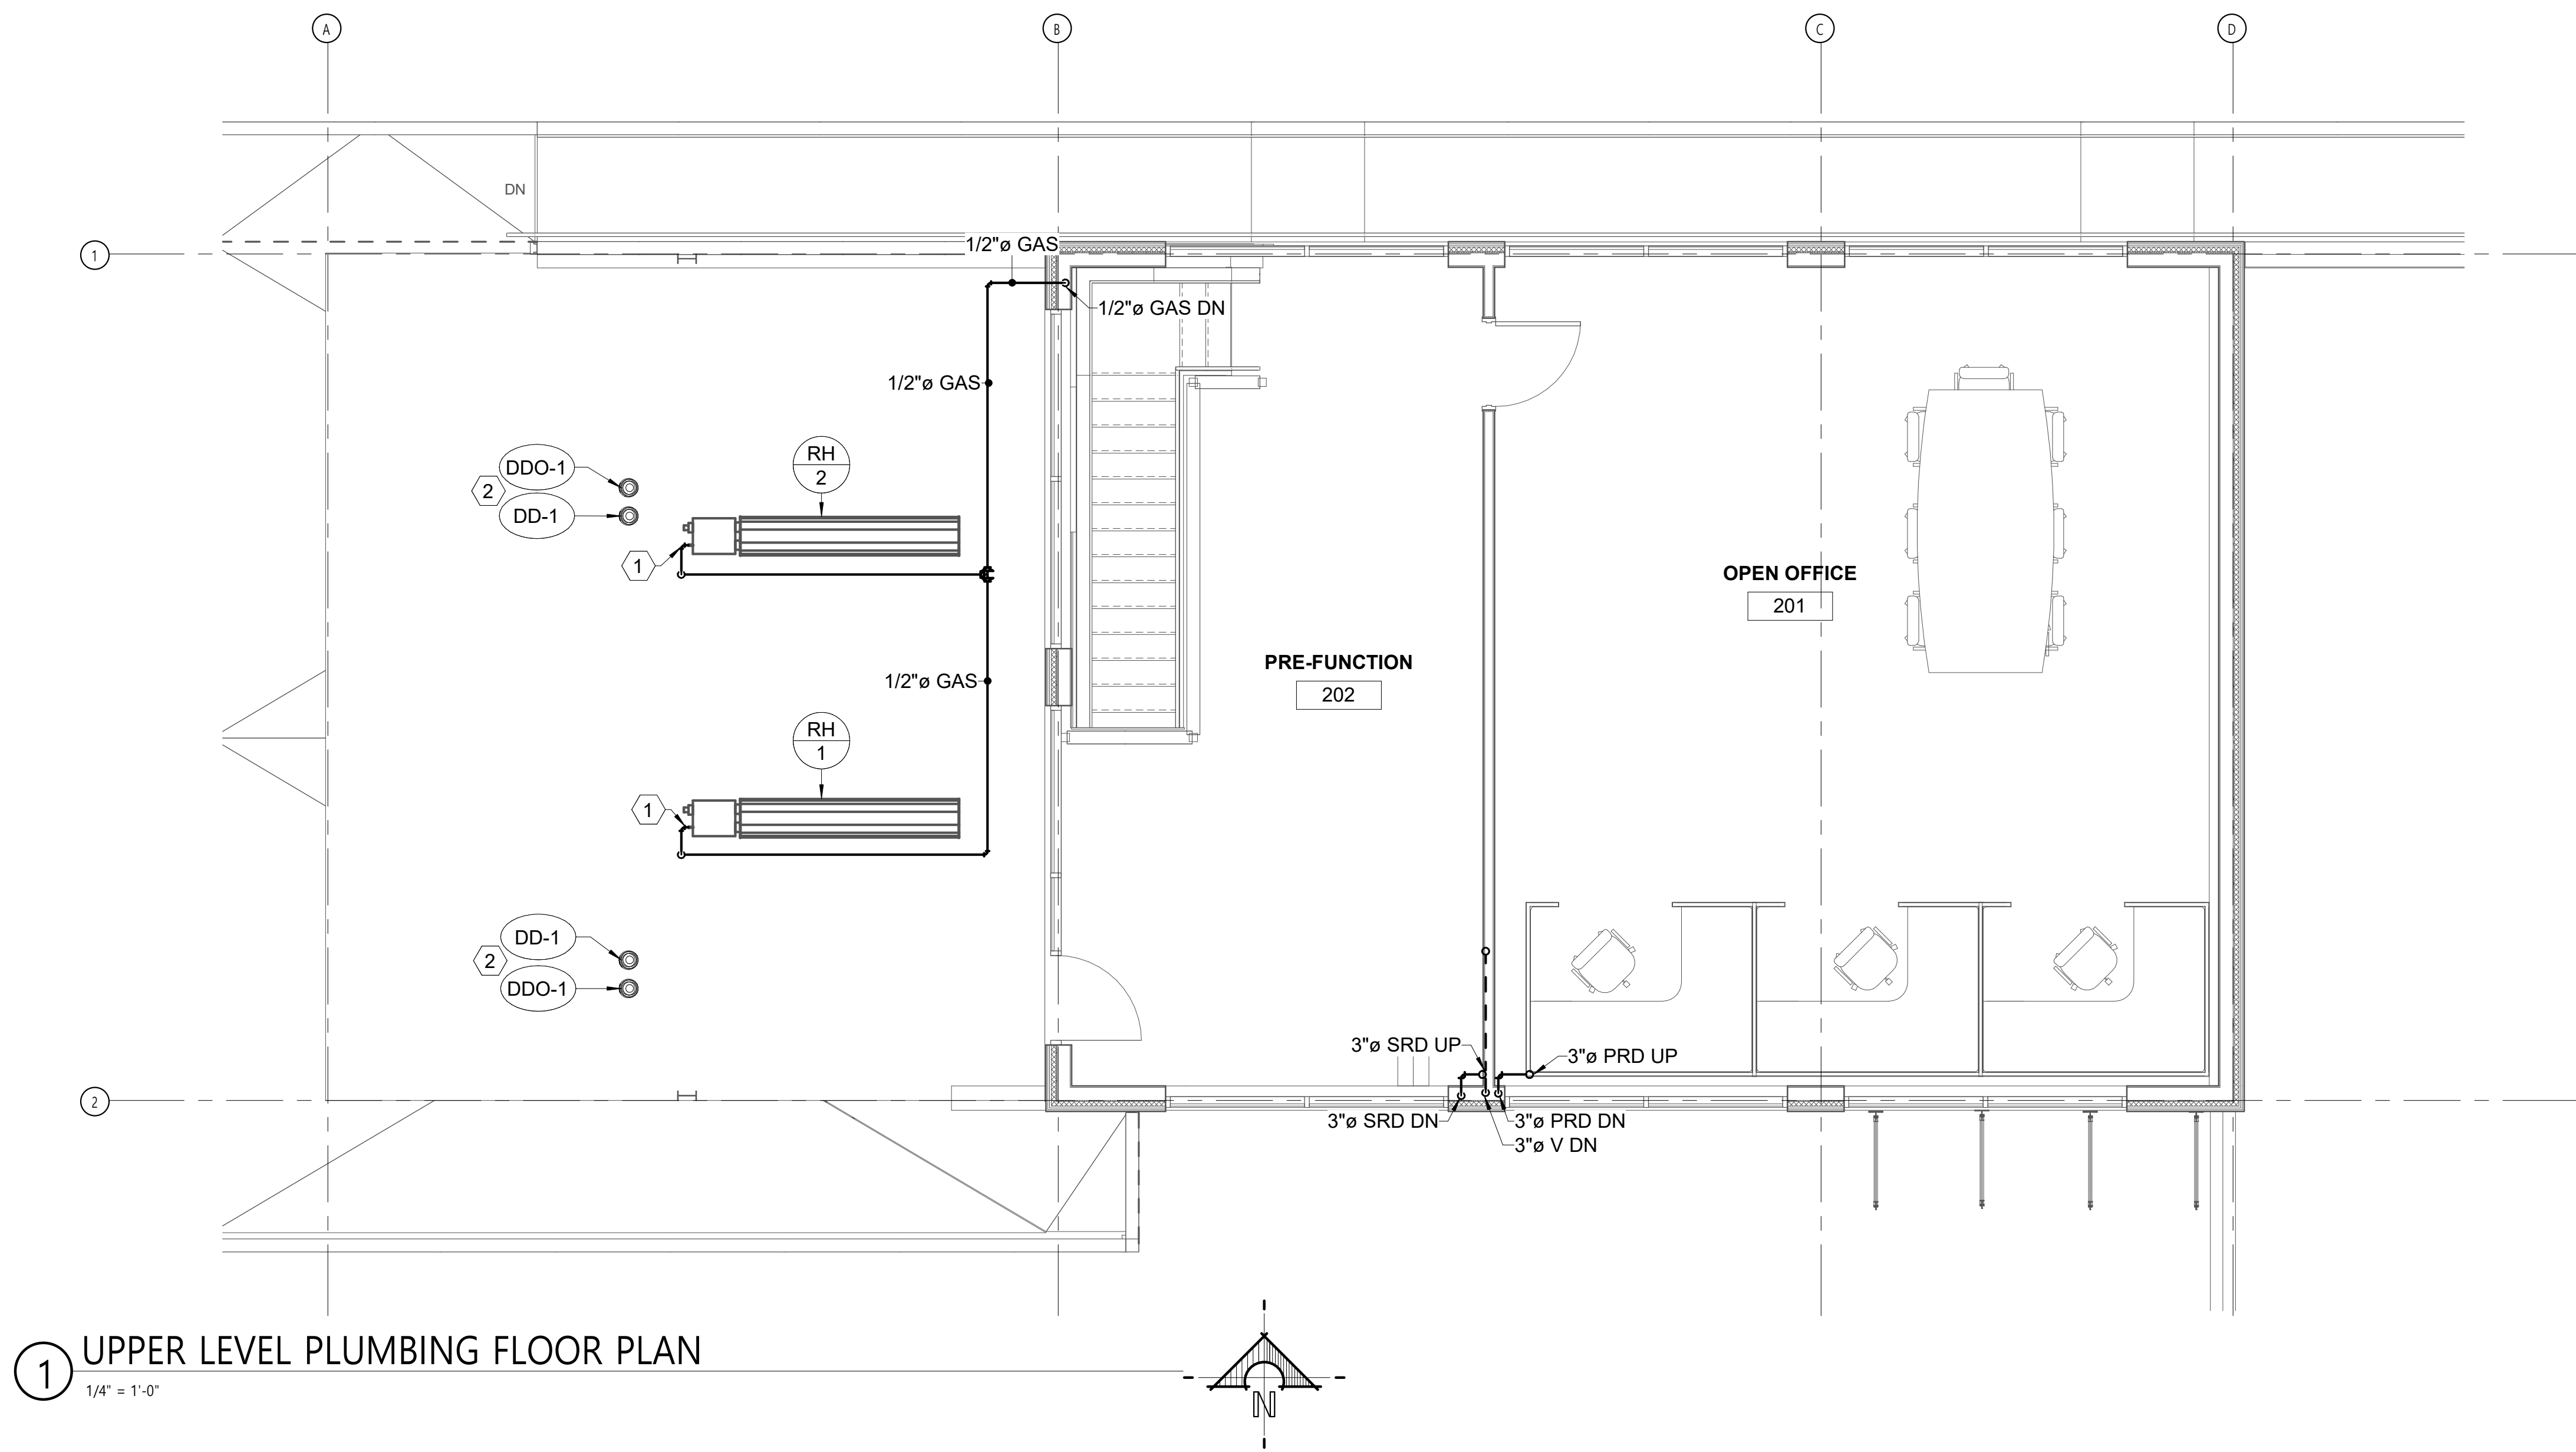 A
B
C
D
DN
1
1/2"ø GAS
1/2"ø GAS DN
1/2"ø GAS
DDO-1
2
DD-1
RH
2
1
OPEN OFFICE
201
PRE-FUNCTION
202
1/2"ø GAS
RH
1
1
DD-1
2
DDO-1
3"ø SRD UP
3"ø PRD UP
2
3"ø SRD DN
3"ø PRD DN
3"ø V DN
1
UPPER LEVEL PLUMBING FLOOR PLAN
1/4" = 1'-0"
N